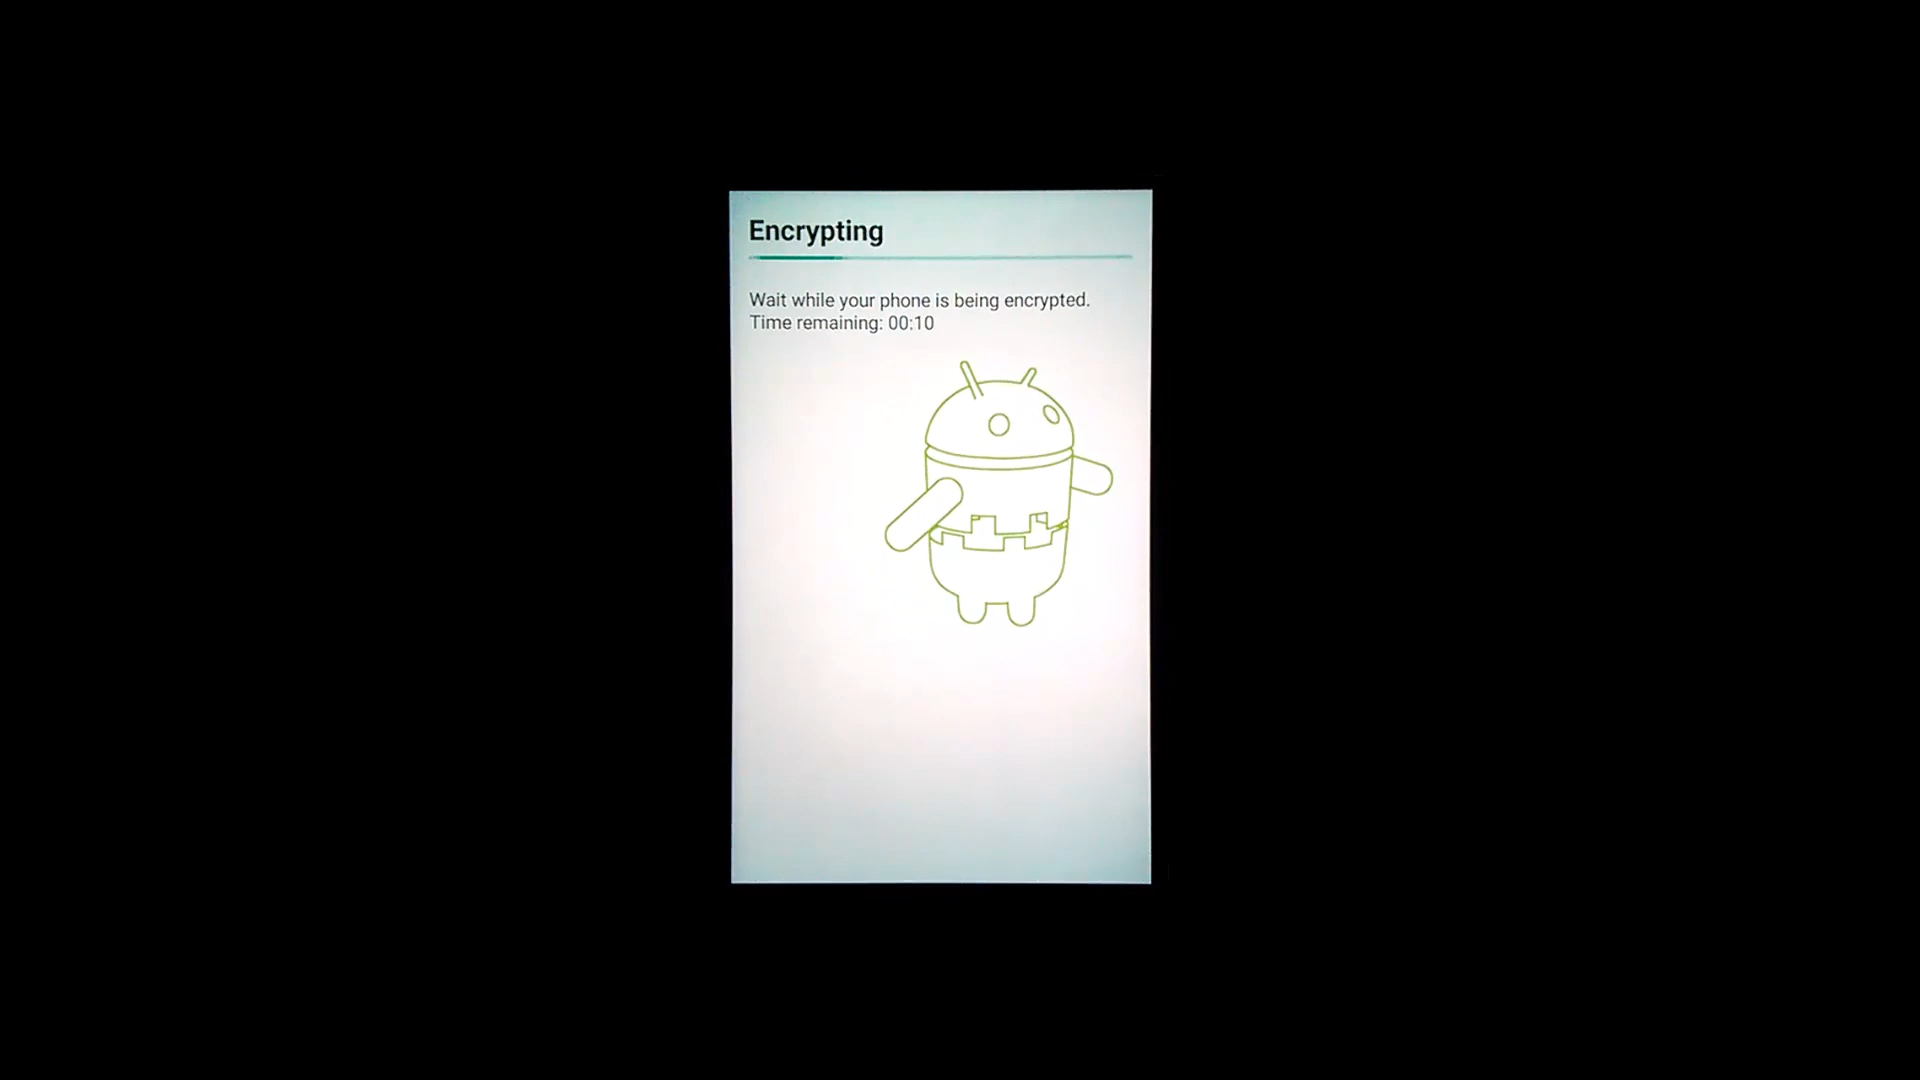 Encrypting
Wait while your phone is being encrypted.
Time remaining: 00:10